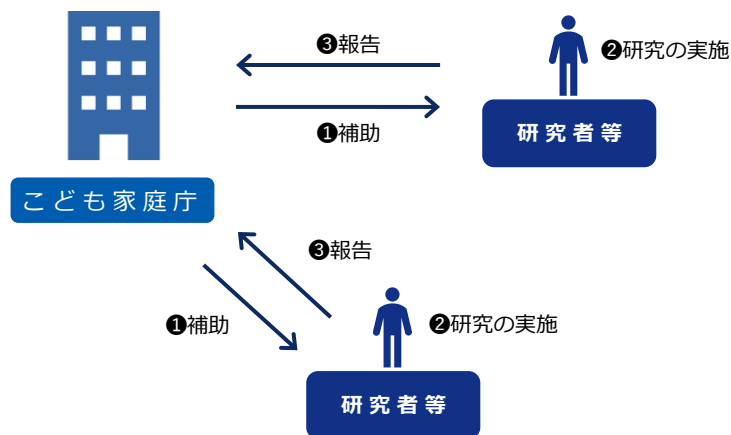 ❸報告
❷研究の実施
❶補助
研究者等
こども家庭庁
❸報告
❶補助
❷研究の実施
研究者等